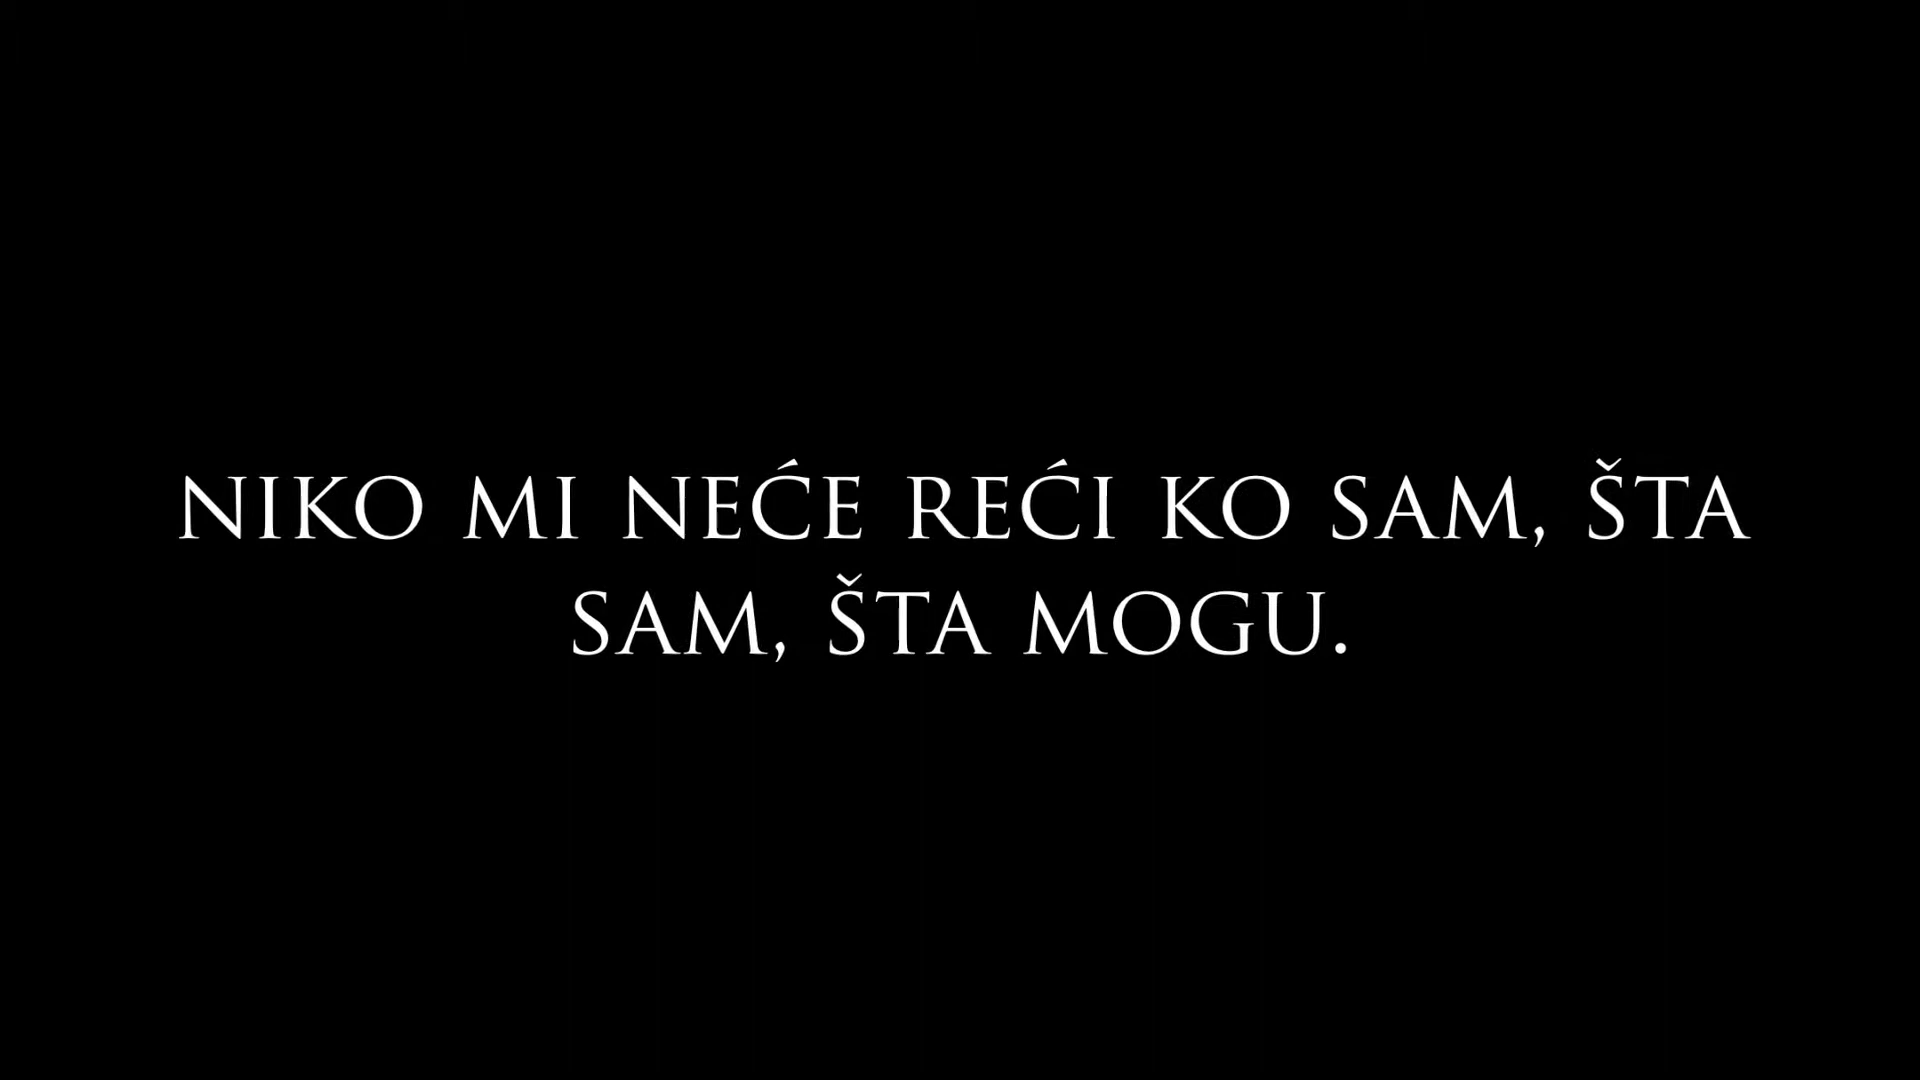 NIKO MI NEĆE REĆI KO SAM, ŠTA
SAM, ŠTA MOGU.